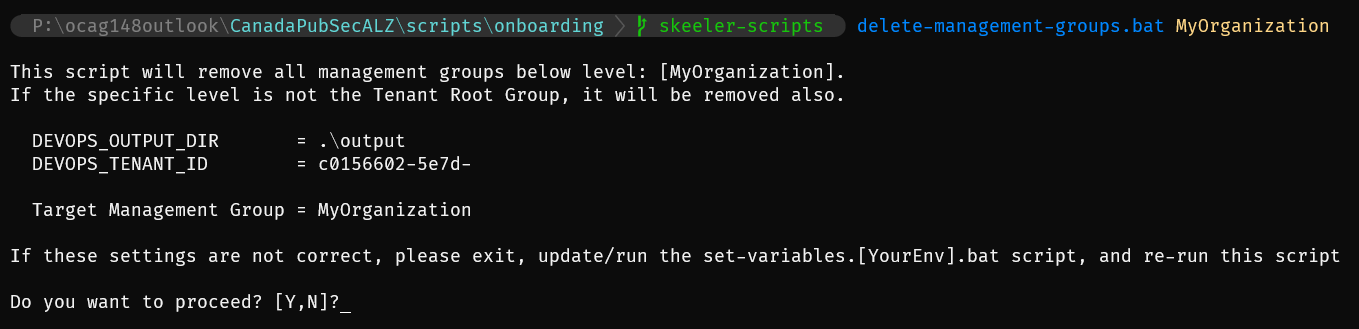 P:\ocag148outlook\CanadaPubSecALZ\scripts\onboarding skeeler-scripts delete-management-groups.bat MyOrganization
This script will remove all management groups below level: [MyOrganization].
If the specific level is not the Tenant Root Group, it will be removed also.
DEVOPS_OUTPUT_DIR = .\output
DEVOPS_TENANT_ID = c0156602-5e7d-
Target Management Group = MyOrganization
If these settings are not correct, please exit, update/run the set-variables.[YourEnv].bat script, and re-run this script
Do you want to proceed? [Y,N]?_